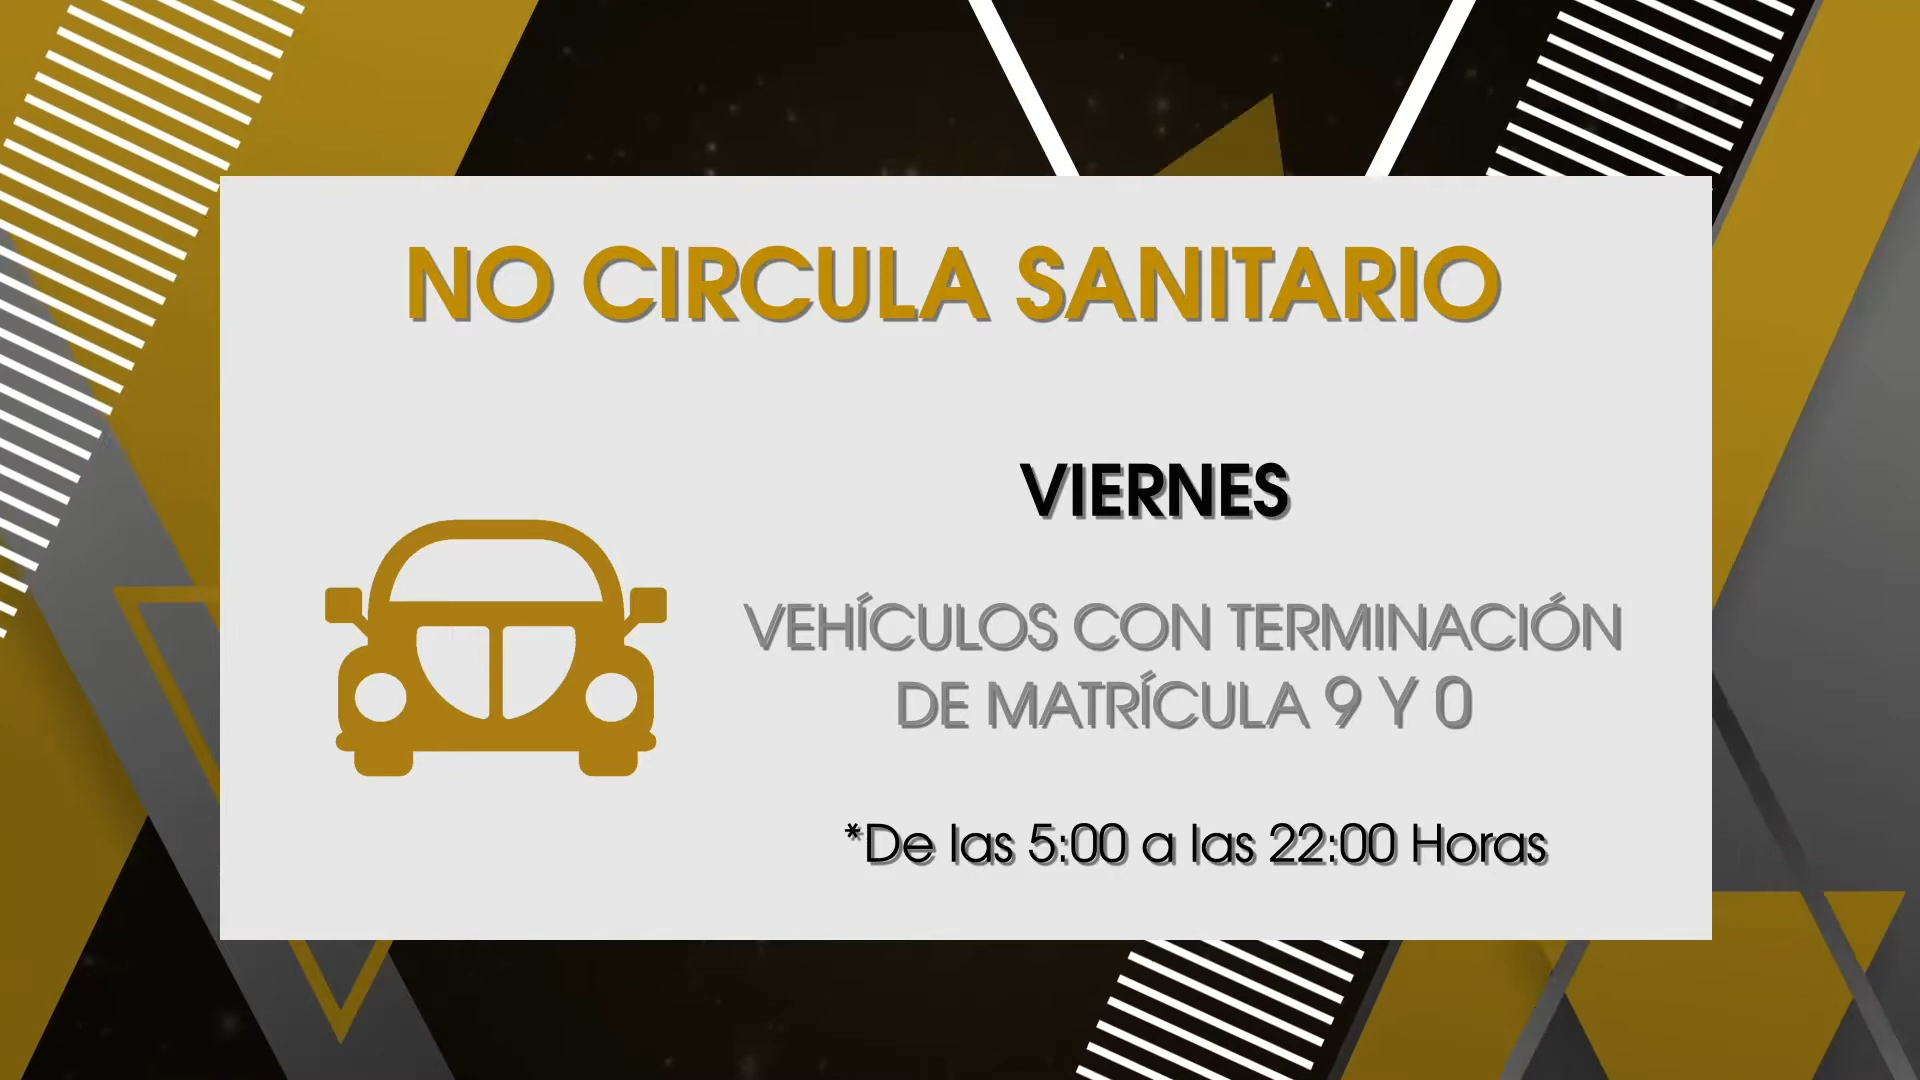 NO CIRCULA SANITARIO
VIERNES
VEHÍCULOS CON TERMINACIÓN
DE MATRÍCULA 9 Y 0
*De las 5:00 a las 22:00 Horas